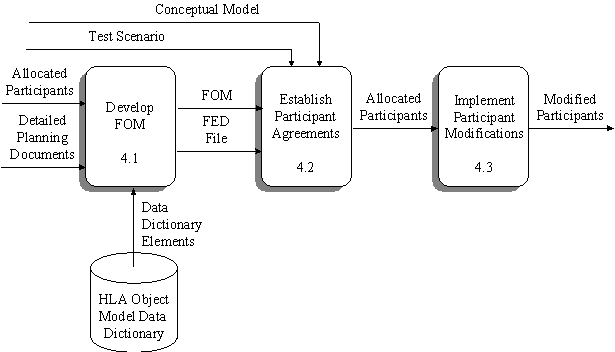 Conceptual Model
Test Scenario
Allocated
Participants
Detailed
Planning
Documents
Develop
FOM
4.1
FOM
FED
File
Establish
Participant
Agreements
4.2
Allocated
Participants
Implement
Participant
Modifications
4.3
Modified
Participants
Data
Dictionary
Elements
HLA Object
Model Data
Dictionary